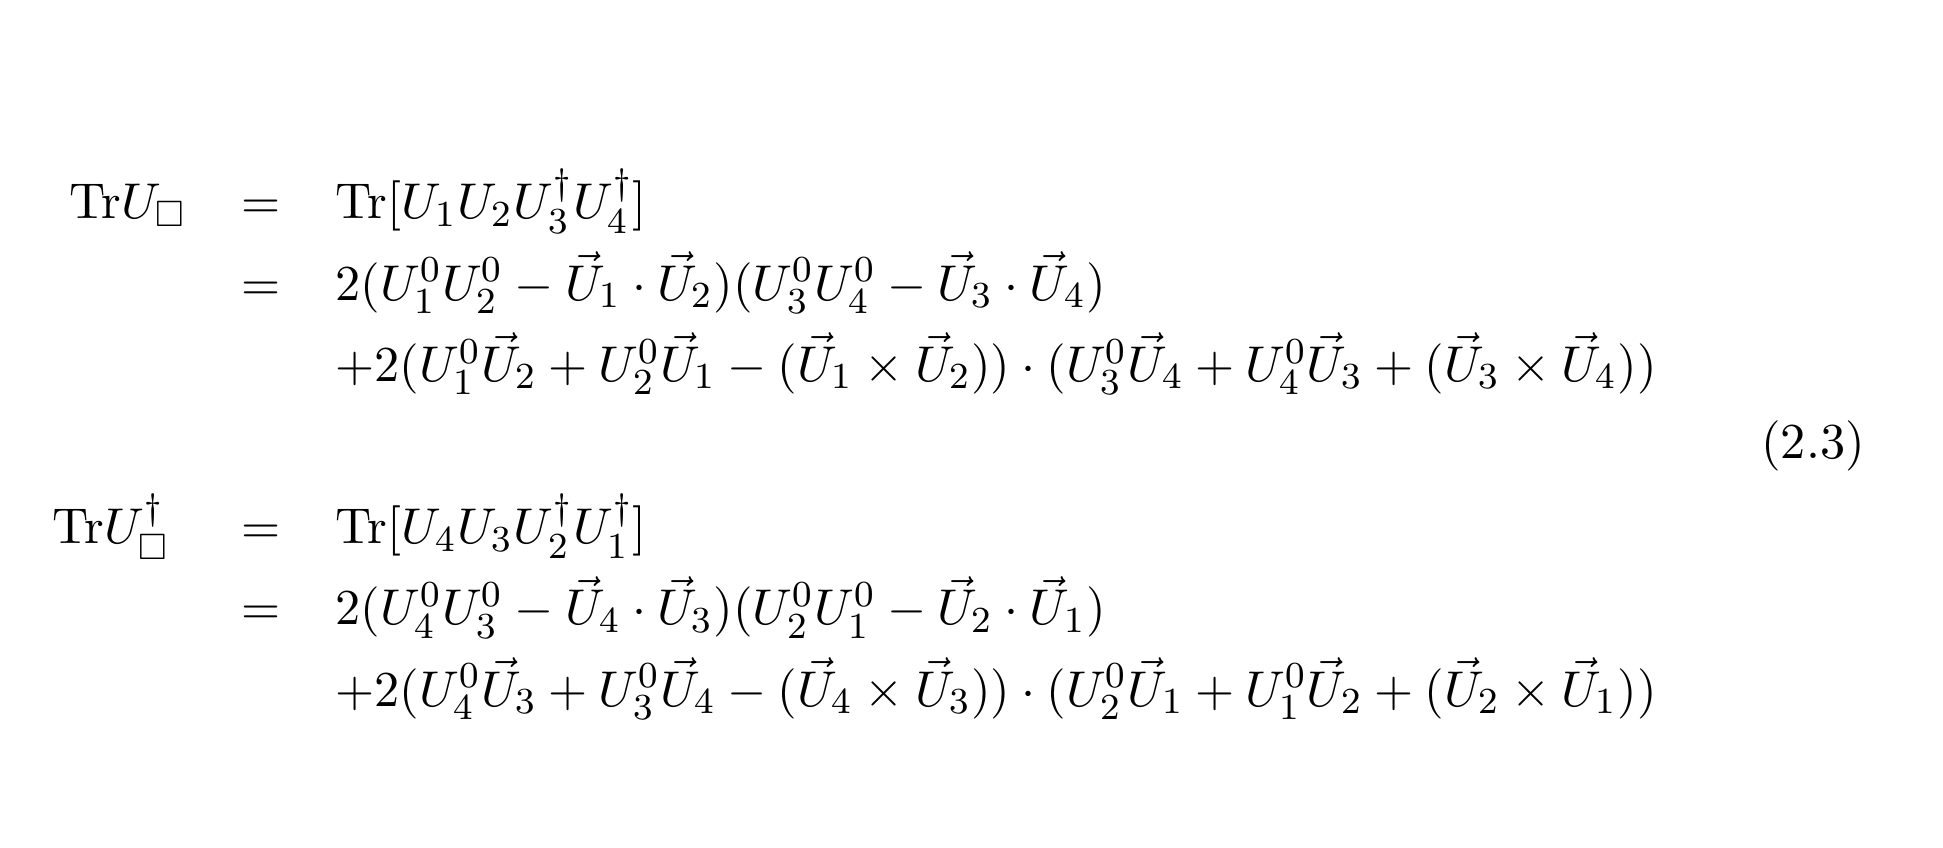 TrU_□ = Tr[U_1 U_2 U_3^† U_4^†]
= 2(U_1^0 U_2^0 − \vec{U}_1 · \vec{U}_2)(U_3^0 U_4^0 − \vec{U}_3 · \vec{U}_4)
+2(U_1^0 \vec{U}_2 + U_2^0 \vec{U}_1 − (\vec{U}_1 × \vec{U}_2)) · (U_3^0 \vec{U}_4 + U_4^0 \vec{U}_3 + (\vec{U}_3 × \vec{U}_4))
(2.3)
TrU_□^† = Tr[U_4 U_3 U_2^† U_1^†]
= 2(U_4^0 U_3^0 − \vec{U}_4 · \vec{U}_3)(U_2^0 U_1^0 − \vec{U}_2 · \vec{U}_1)
+2(U_4^0 \vec{U}_3 + U_3^0 \vec{U}_4 − (\vec{U}_4 × \vec{U}_3)) · (U_2^0 \vec{U}_1 + U_1^0 \vec{U}_2 + (\vec{U}_2 × \vec{U}_1))